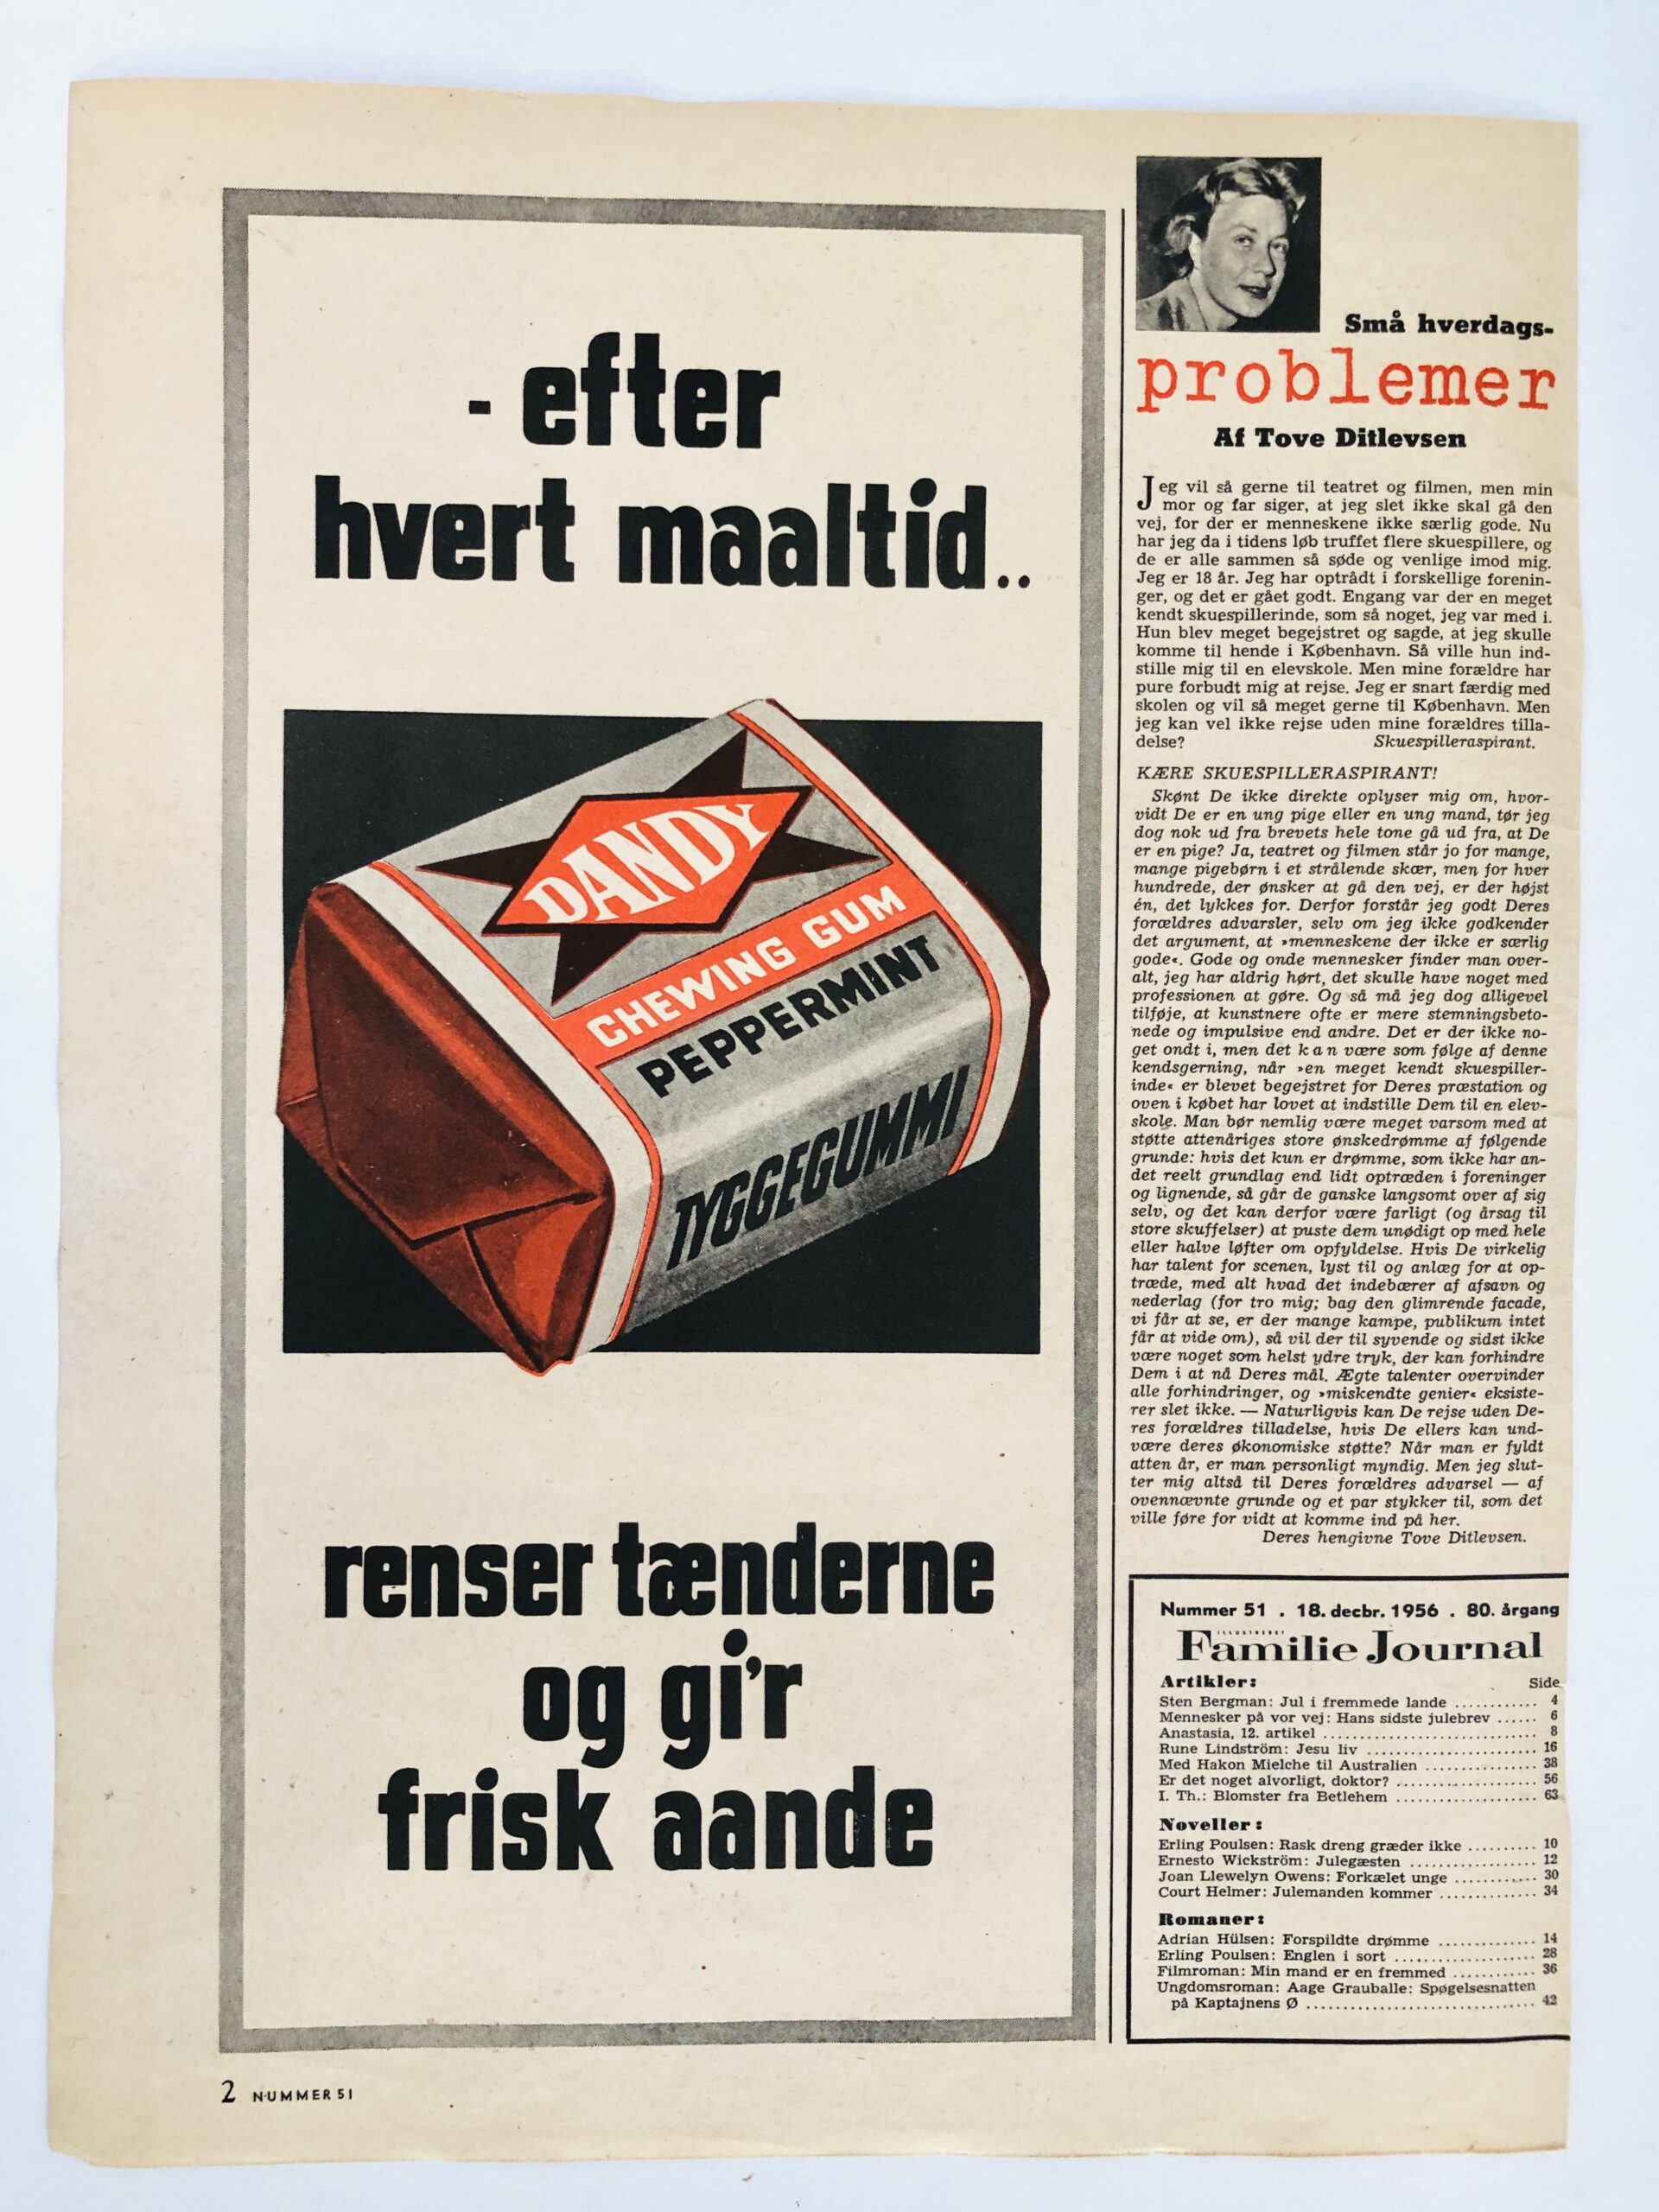 - efter
hvert maaltid..
DANDY
CHEWING GUM
PEPPERMINT
TYGGEGUMMI
renser tænderne
og gi'r
frisk aande
2 NUMMER 51
Små hverdags-
problemer
Af Tove Ditlevsen
Jeg vil så gerne til teatret og filmen, men min
mor og far siger, at jeg slet ikke skal gå den
vej, for der er menneskene ikke særlig gode. Nu
har jeg da i tidens løb truffet flere skuespillere, og
de er alle sammen så søde og venlige imod mig.
Jeg er 18 år. Jeg har optrådt i forskellige forenin-
ger, og det er gået godt. Engang var der en meget
kendt skuespillerinde, som så noget, jeg var med i.
Hun blev meget begejstret og sagde, at jeg skulle
komme til hende i København. Så ville hun ind-
stille mig til en elevskole. Men mine forældre har
pure forbudt mig at rejse. Jeg er snart færdig med
skolen og vil så meget gerne til København. Men
jeg kan vel ikke rejse uden mine forældres tilla-
delse? Skuespilleraspirant.
KÆRE SKUESPILLERASPIRANT!
Skønt De ikke direkte oplyser mig om, hvor-
vidt De er en ung pige eller en ung mand, tør jeg
dog nok ud fra brevets hele tone gå ud fra, at De
er en pige? Ja, teatret og filmen står jo for mange,
mange pigebørn i et strålende skær, men for hver
hundrede, der ønsker at gå den vej, er der højst
én, det lykkes for. Derfor forstår jeg godt Deres
forældres advarsler, selv om jeg ikke godkender
det argument, at »menneskene der ikke er særlig
gode«. Gode og onde mennesker finder man over-
alt, jeg har aldrig hørt, det skulle have noget med
professionen at gøre. Og så må jeg dog alligevel
tilføje, at kunstnere ofte er mere stemningsbeto-
nede og impulsive end andre. Det er der ikke no-
get ondt i, men det kan være som følge af denne
kendsgerning, når »en meget kendt skuespiller-
inde« er blevet begejstret for Deres præstation og
oven i købet har lovet at indstille Dem til en elev-
skole. Man bør nemlig være meget varsom med at
støtte attenåriges store ønskedrømme af følgende
grunde: hvis det kun er drømme, som ikke har an-
det reelt grundlag end lidt optræden i foreninger
og lignende, så går de ganske langsomt over af sig
selv, og det kan derfor være farligt (og årsag til
store skuffelser) at puste dem unødigt op med hele
eller halve løfter om opfyldelse. Hvis De virkelig
har talent for scenen, lyst til og anlæg for at op-
træde, med alt hvad det indebærer af afsavn og
nederlag (for tro mig; bag den glimrende facade,
vi får at se, er der mange kampe, publikum intet
får at vide om), så vil der til syvende og sidst ikke
være noget som helst ydre tryk, der kan forhindre
Dem i at nå Deres mål. Ægte talenter overvinder
alle forhindringer, og »miskendte genier« eksiste-
rer slet ikke. — Naturligvis kan De rejse uden De-
res forældres tilladelse, hvis De ellers kan und-
være deres økonomiske støtte? Når man er fyldt
atten år, er man personligt myndig. Men jeg slut-
ter mig altså til Deres forældres advarsel — af
ovennævnte grunde og et par stykker til, som det
ville føre for vidt at komme ind på her.
Deres hengivne Tove Ditlevsen.
Nummer 51 . 18. decbr. 1956 . 80. årgang
ILLUSTRERET
Familie Journal
Artikler: Side
Sten Bergman: Jul i fremmede lande ............ 4
Mennesker på vor vej: Hans sidste julebrev ...... 6
Anastasia, 12. artikel ................................ 8
Rune Lindström: Jesu liv .......................... 16
Med Hakon Mielche til Australien ................. 38
Er det noget alvorligt, doktor? ...................... 56
I. Th.: Blomster fra Betlehem ...................... 63
Noveller:
Erling Poulsen: Rask dreng græder ikke .......... 10
Ernesto Wickström: Julegæsten .................... 12
Joan Llewelyn Owens: Forkælet unge ............. 30
Court Helmer: Julemanden kommer ............... 34
Romaner:
Adrian Hülsen: Forspildte drømme ............... 14
Erling Poulsen: Englen i sort ...................... 28
Filmroman: Min mand er en fremmed ............. 36
Ungdomsroman: Aage Grauballe: Spøgelsesnatten
på Kaptajnens Ø .................................. 42